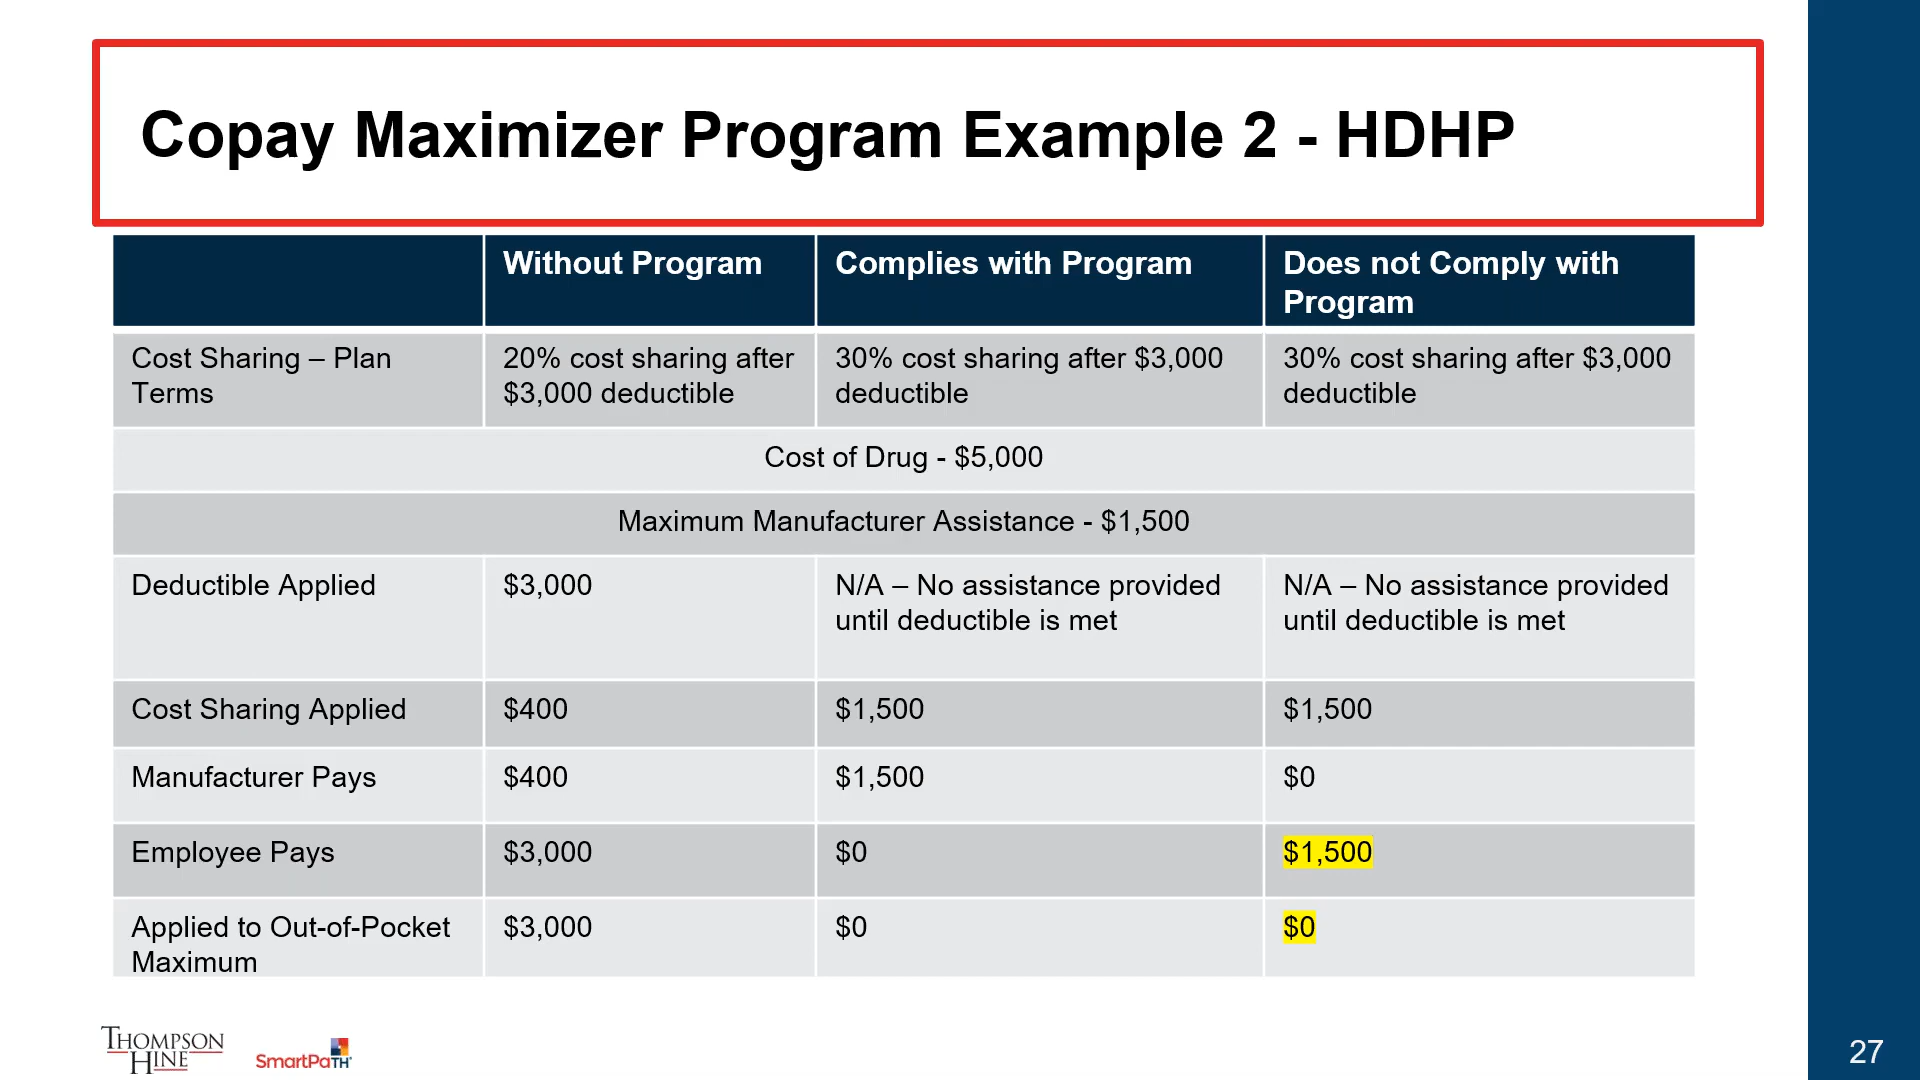 Copay Maximizer Program Example 2 - HDHP
Without Program
Complies with Program
Does not Comply with
Program
Cost Sharing – Plan
Terms
20% cost sharing after
$3,000 deductible
30% cost sharing after $3,000
deductible
30% cost sharing after $3,000
deductible
Cost of Drug - $5,000
Maximum Manufacturer Assistance - $1,500
Deductible Applied
$3,000
N/A – No assistance provided
until deductible is met
N/A – No assistance provided
until deductible is met
Cost Sharing Applied
$400
$1,500
$1,500
Manufacturer Pays
$400
$1,500
$0
Employee Pays
$3,000
$0
$1,500
Applied to Out-of-Pocket
Maximum
$3,000
$0
$0
THOMPSON
HINE
SmartPaTH
27